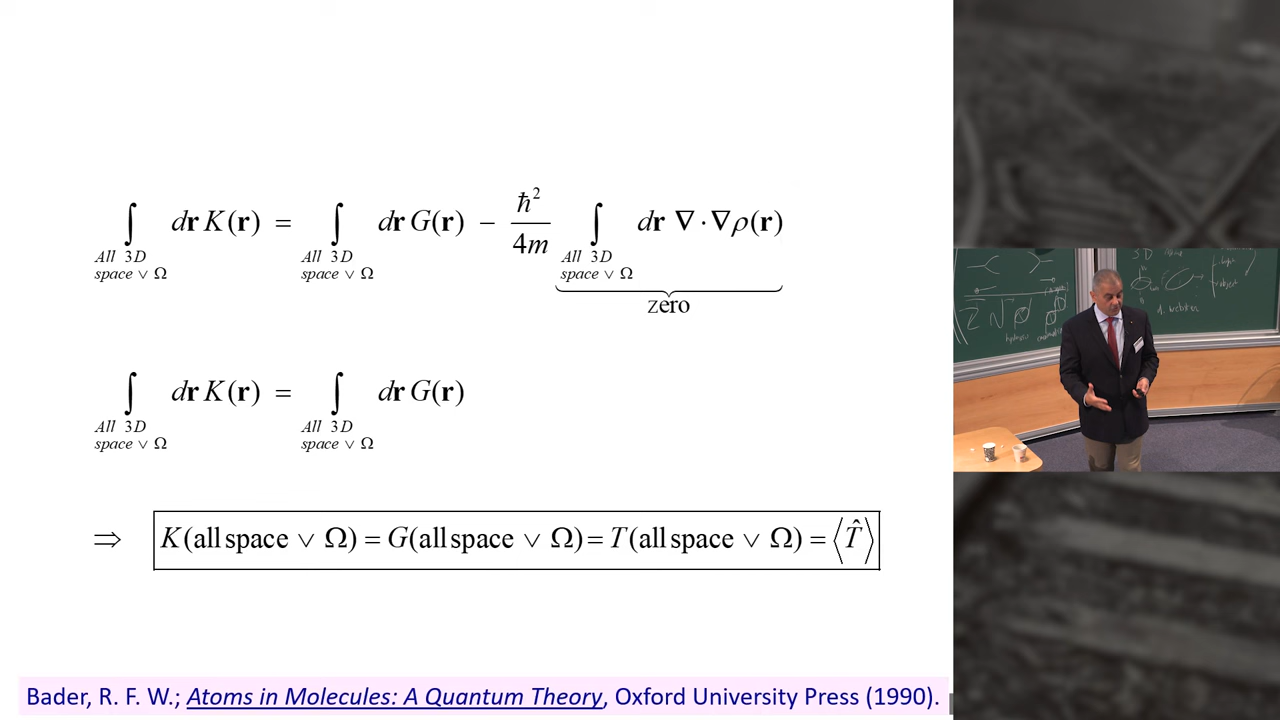 ∫ dr K(r) = ∫ dr G(r) − ℏ²/4m ∫ dr ∇·∇ρ(r)
All 3D space ∨ Ω All 3D space ∨ Ω All 3D space ∨ Ω
zero
∫ dr K(r) = ∫ dr G(r)
All 3D space ∨ Ω All 3D space ∨ Ω
⇒ K(all space ∨ Ω) = G(all space ∨ Ω) = T(all space ∨ Ω) = ⟨T̂⟩
Bader, R. F. W.; Atoms in Molecules: A Quantum Theory, Oxford University Press (1990).
3D